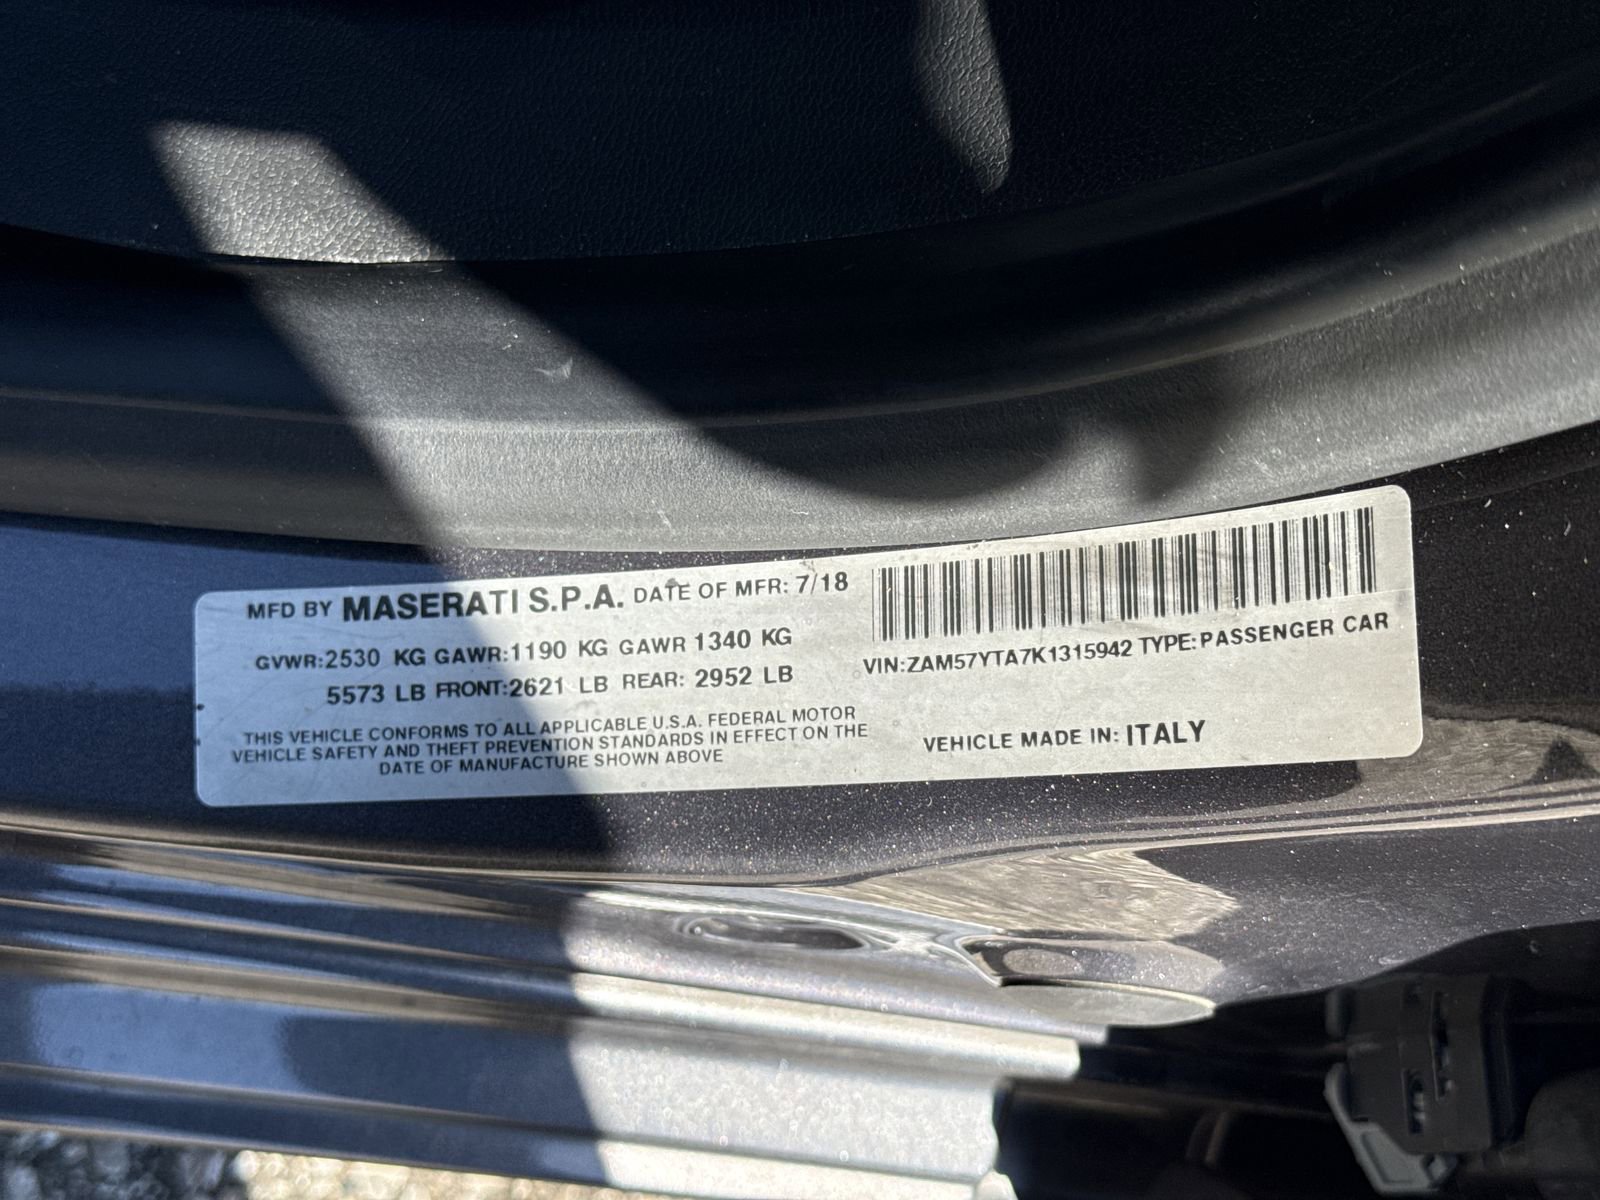 MFD BY MASERATI S.P.A. DATE OF MFR: 7/18
GVWR:2530 KG GAWR:1190 KG GAWR 1340 KG
5573 LB FRONT:2621 LB REAR: 2952 LB
THIS VEHICLE CONFORMS TO ALL APPLICABLE U.S.A. FEDERAL MOTOR
VEHICLE SAFETY AND THEFT PREVENTION STANDARDS IN EFFECT ON THE
DATE OF MANUFACTURE SHOWN ABOVE
VIN:ZAM57YTA7K1315942 TYPE:PASSENGER CAR
VEHICLE MADE IN: ITALY